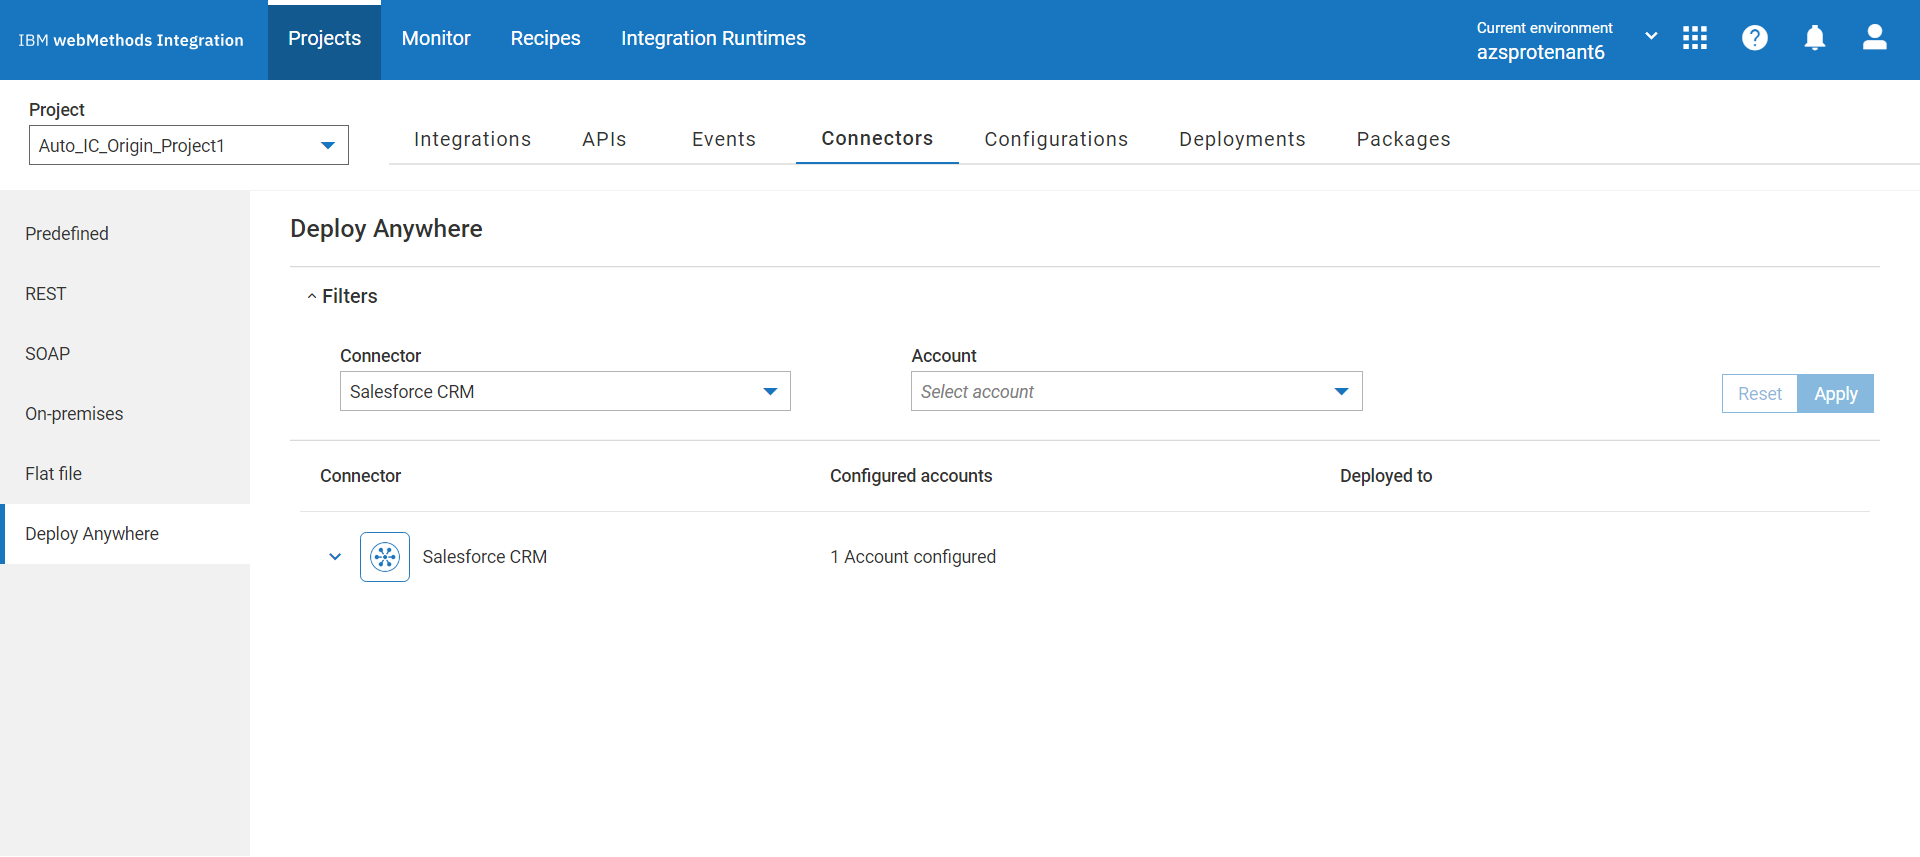 IBM webMethods Integration
Projects
Monitor
Recipes
Integration Runtimes
Current environment
azsprotenant6
?
Project
Auto_IC_Origin_Project1
Integrations
APIs
Events
Connectors
Configurations
Deployments
Packages
Predefined
REST
SOAP
On-premises
Flat file
Deploy Anywhere
Deploy Anywhere
Filters
Connector
Salesforce CRM
Account
Select account
Reset
Apply
Connector
Configured accounts
Deployed to
Salesforce CRM
1 Account configured